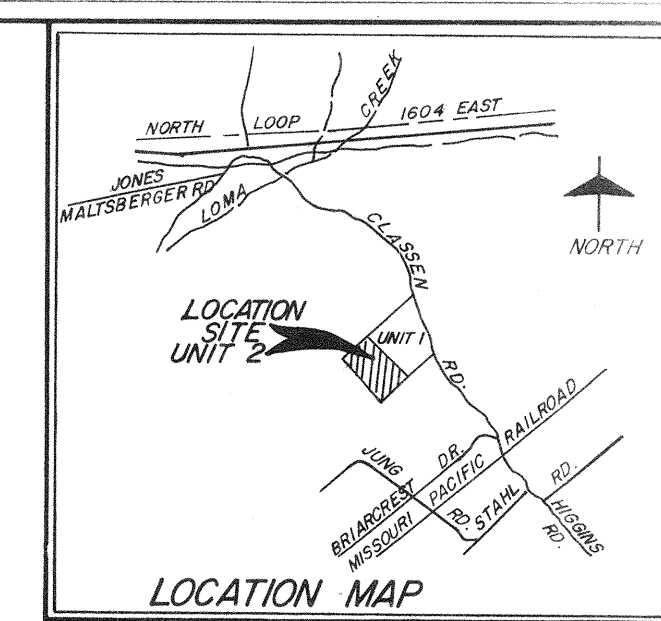 CREEK
NORTH LOOP 1604 EAST
JONES
MALTSBERGER RD
LOMA
CLASSEN RD.
NORTH
LOCATION
SITE
UNIT 2
UNIT 1
JUNG RD.
BRIARCREST DR.
MISSOURI PACIFIC RAILROAD
STAHL RD.
HIGGINS RD.
LOCATION MAP